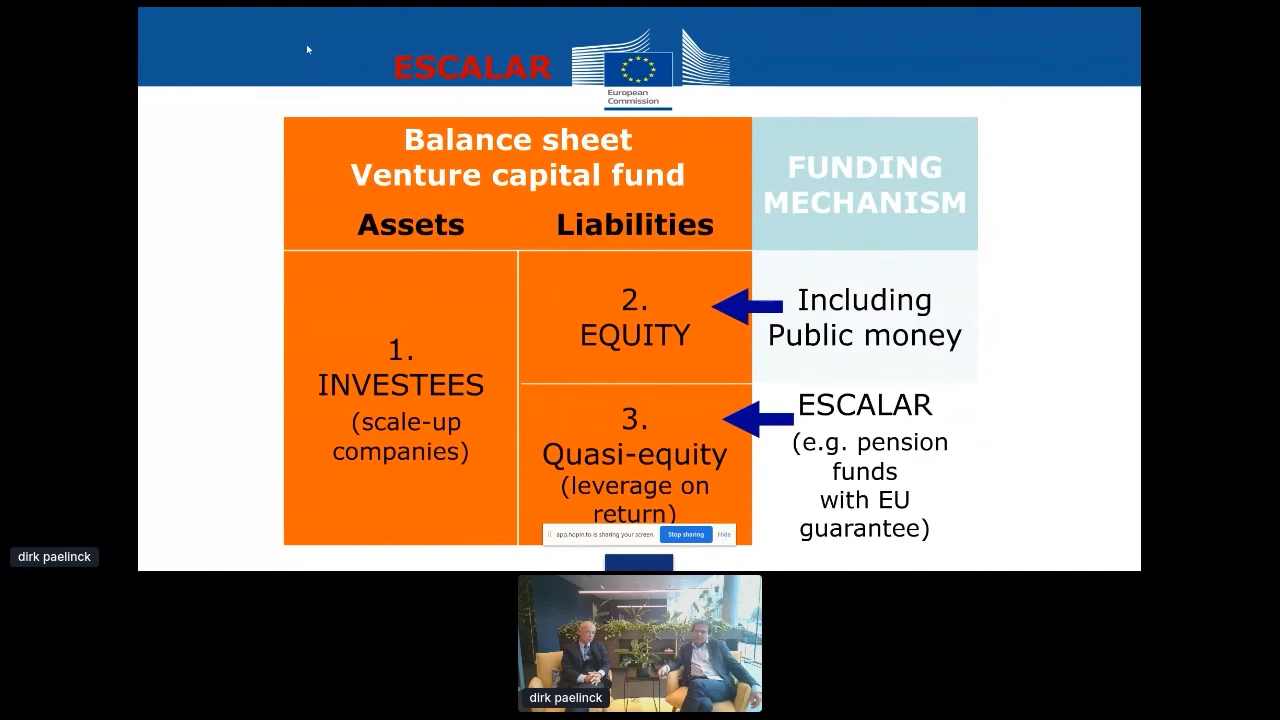 ESCALAR
European
Commission
Balance sheet
Venture capital fund
Assets
Liabilities
FUNDING
MECHANISM
1.
INVESTEES
(scale-up
companies)
2.
EQUITY
Including
Public money
3.
Quasi-equity
(leverage on
return)
ESCALAR
(e.g. pension
funds
with EU
guarantee)
app.hopin.to is sharing your screen.
Stop sharing
Hide
dirk paelinck
dirk paelinck